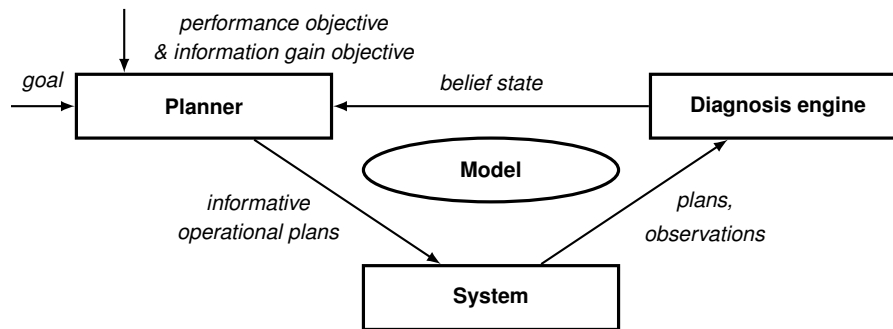 performance objective
& information gain objective
goal
Planner
belief state
Diagnosis engine
Model
informative
operational plans
plans,
observations
System